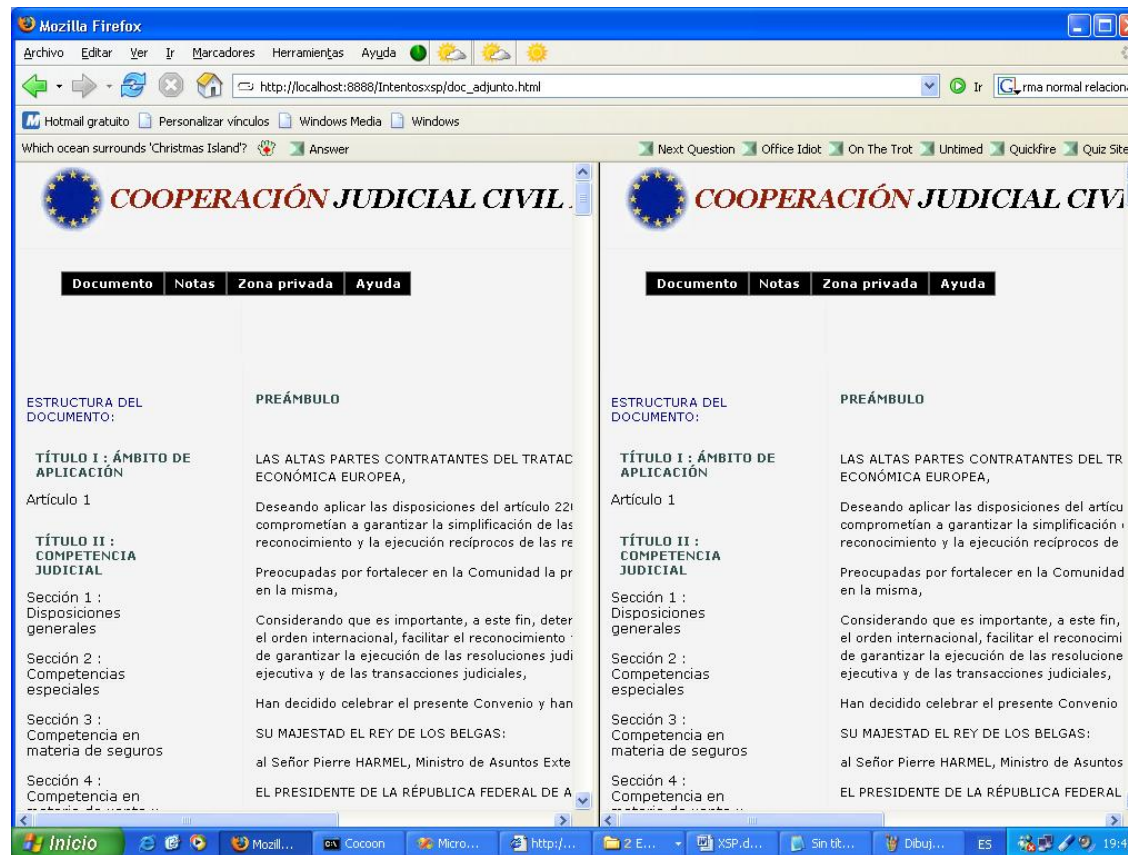 Mozilla Firefox
Archivo Editar Ver Ir Marcadores Herramientas Ayuda
http://localhost:8888/Intentosxsp/doc_adjunto.html Ir rma normal relacion
Hotmail gratuito Personalizar vínculos Windows Media Windows
Which ocean surrounds 'Christmas Island'? Answer Next Question Office Idiot On The Trot Untimed Quickfire Quiz Site
COOPERACIÓN JUDICIAL CIVIL
Documento Notas Zona privada Ayuda
ESTRUCTURA DEL
DOCUMENTO:
TÍTULO I : ÁMBITO DE
APLICACIÓN
Artículo 1
TÍTULO II :
COMPETENCIA
JUDICIAL
Sección 1 :
Disposiciones
generales
Sección 2 :
Competencias
especiales
Sección 3 :
Competencia en
materia de seguros
Sección 4 :
Competencia en
PREÁMBULO
LAS ALTAS PARTES CONTRATANTES DEL TRATAD
ECONÓMICA EUROPEA,
Deseando aplicar las disposiciones del artículo 22
comprometían a garantizar la simplificación de las
reconocimiento y la ejecución recíprocos de las re
Preocupadas por fortalecer en la Comunidad la pr
en la misma,
Considerando que es importante, a este fin, deter
el orden internacional, facilitar el reconocimiento
de garantizar la ejecución de las resoluciones judi
ejecutiva y de las transacciones judiciales,
Han decidido celebrar el presente Convenio y han
SU MAJESTAD EL REY DE LOS BELGAS:
al Señor Pierre HARMEL, Ministro de Asuntos Exte
EL PRESIDENTE DE LA RÉPUBLICA FEDERAL DE A
COOPERACIÓN JUDICIAL CIVI
Documento Notas Zona privada Ayuda
ESTRUCTURA DEL
DOCUMENTO:
TÍTULO I : ÁMBITO DE
APLICACIÓN
Artículo 1
TÍTULO II :
COMPETENCIA
JUDICIAL
Sección 1 :
Disposiciones
generales
Sección 2 :
Competencias
especiales
Sección 3 :
Competencia en
materia de seguros
Sección 4 :
Competencia en
PREÁMBULO
LAS ALTAS PARTES CONTRATANTES DEL TR
ECONÓMICA EUROPEA,
Deseando aplicar las disposiciones del artícu
comprometían a garantizar la simplificación
reconocimiento y la ejecución recíprocos de
Preocupadas por fortalecer en la Comunidad
en la misma,
Considerando que es importante, a este fin,
el orden internacional, facilitar el reconocimi
de garantizar la ejecución de las resolucione
ejecutiva y de las transacciones judiciales,
Han decidido celebrar el presente Convenio
SU MAJESTAD EL REY DE LOS BELGAS:
al Señor Pierre HARMEL, Ministro de Asuntos
EL PRESIDENTE DE LA RÉPUBLICA FEDERAL
Inicio Mozill... Cocoon Micro... http:/... 2 E... XSP.d... Sin tít... Dibuj... ES 19:4